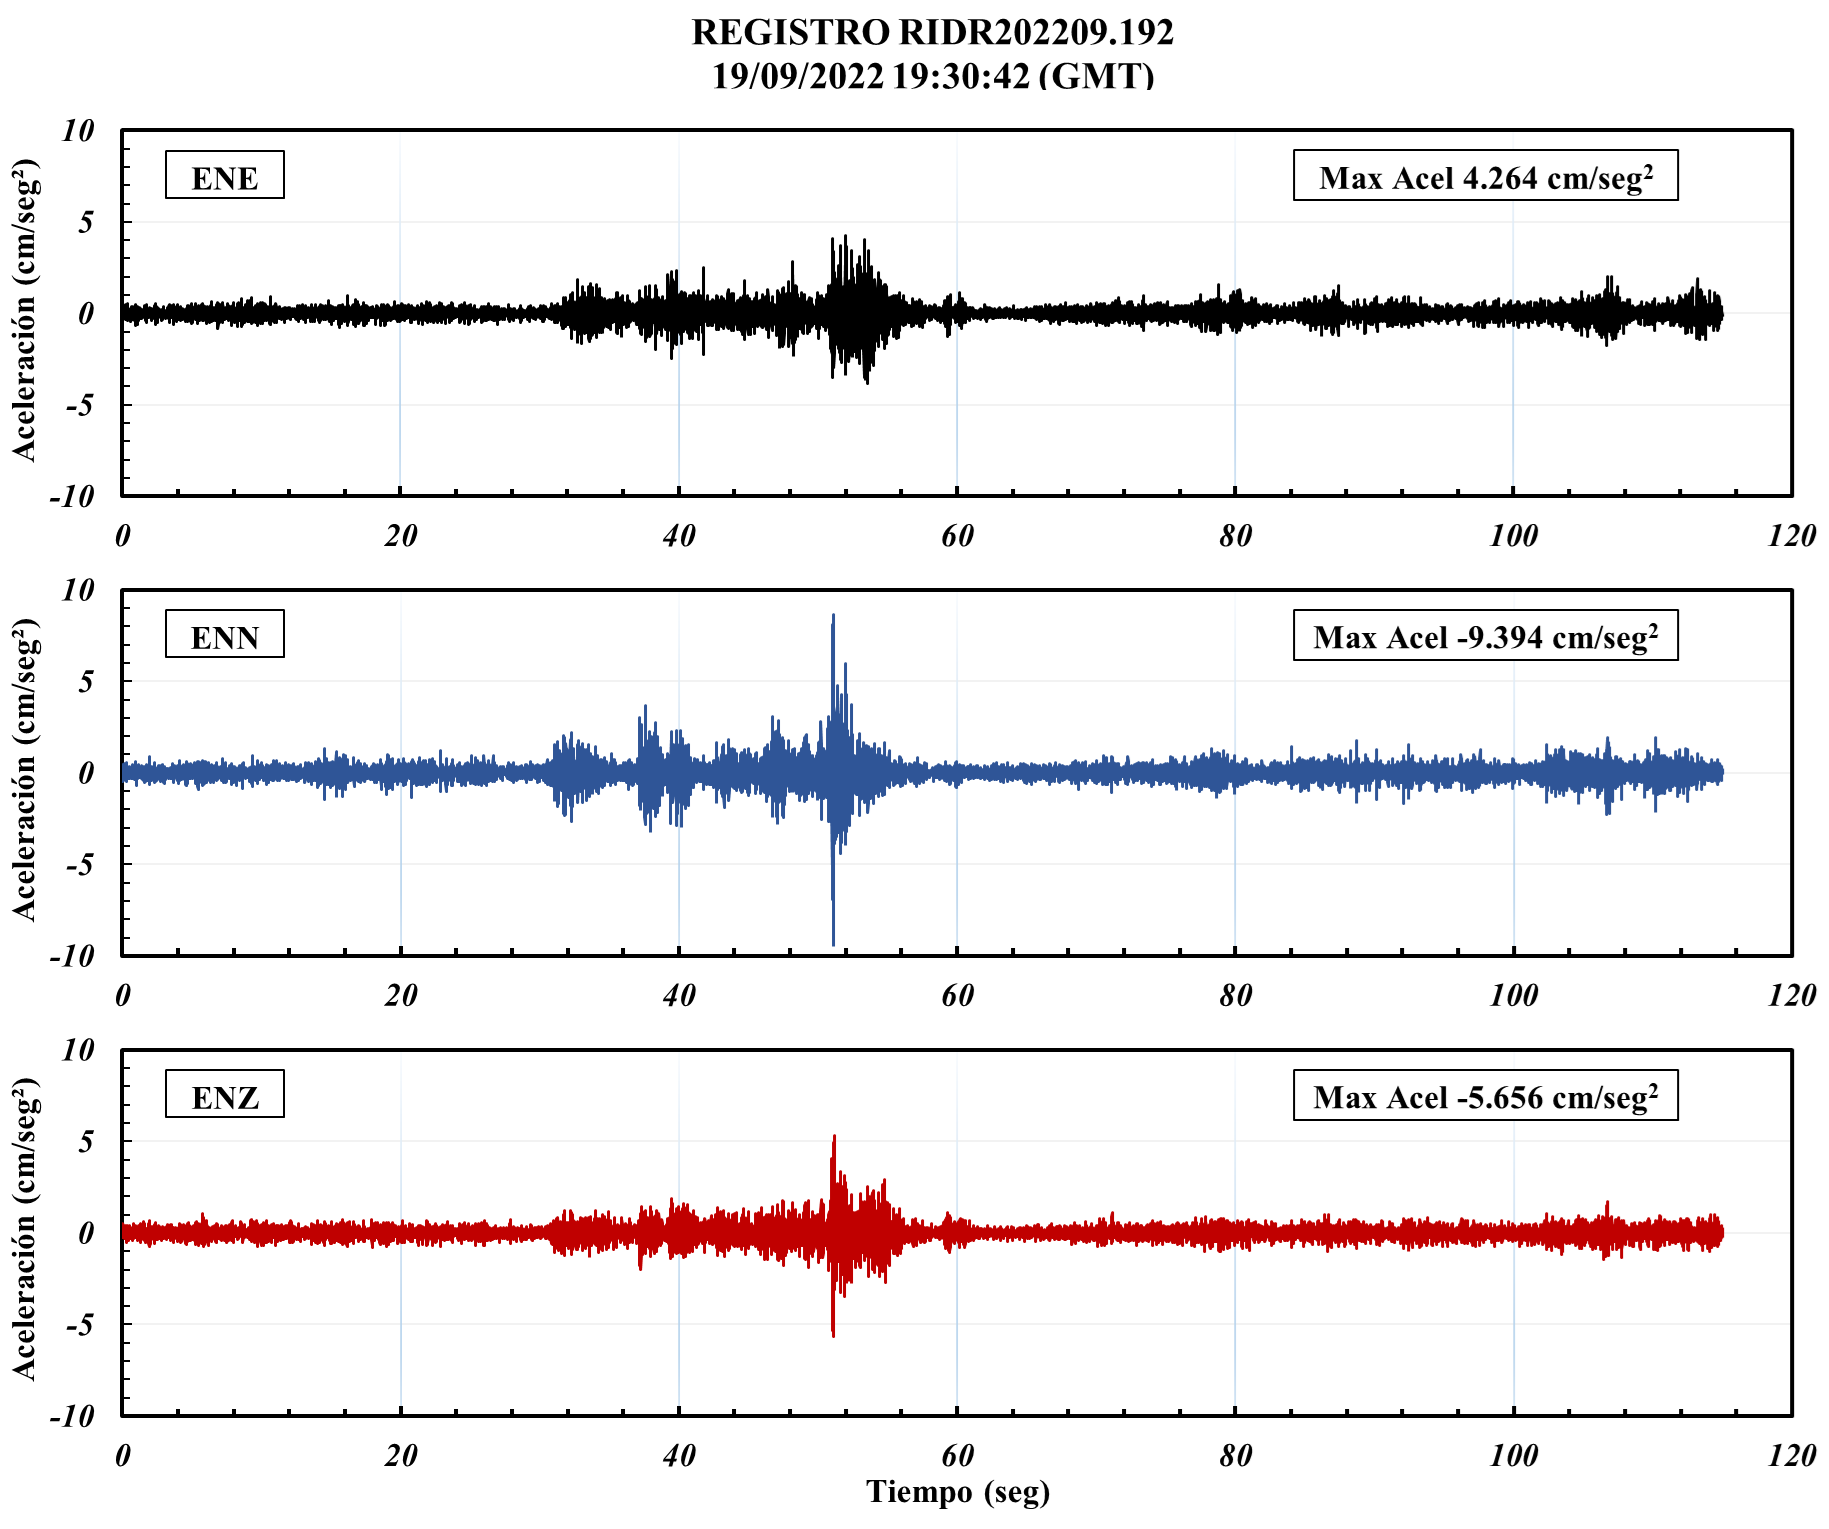 REGISTRO RIDR202209.192
19/09/2022 19:30:42 (GMT)
Aceleración (cm/seg²)
10
5
0
-5
-10
ENE
Max Acel 4.264 cm/seg²
0 20 40 60 80 100 120
Aceleración (cm/seg²)
10
5
0
-5
-10
ENN
Max Acel -9.394 cm/seg²
0 20 40 60 80 100 120
Aceleración (cm/seg²)
10
5
0
-5
-10
ENZ
Max Acel -5.656 cm/seg²
0 20 40 60 80 100 120
Tiempo (seg)